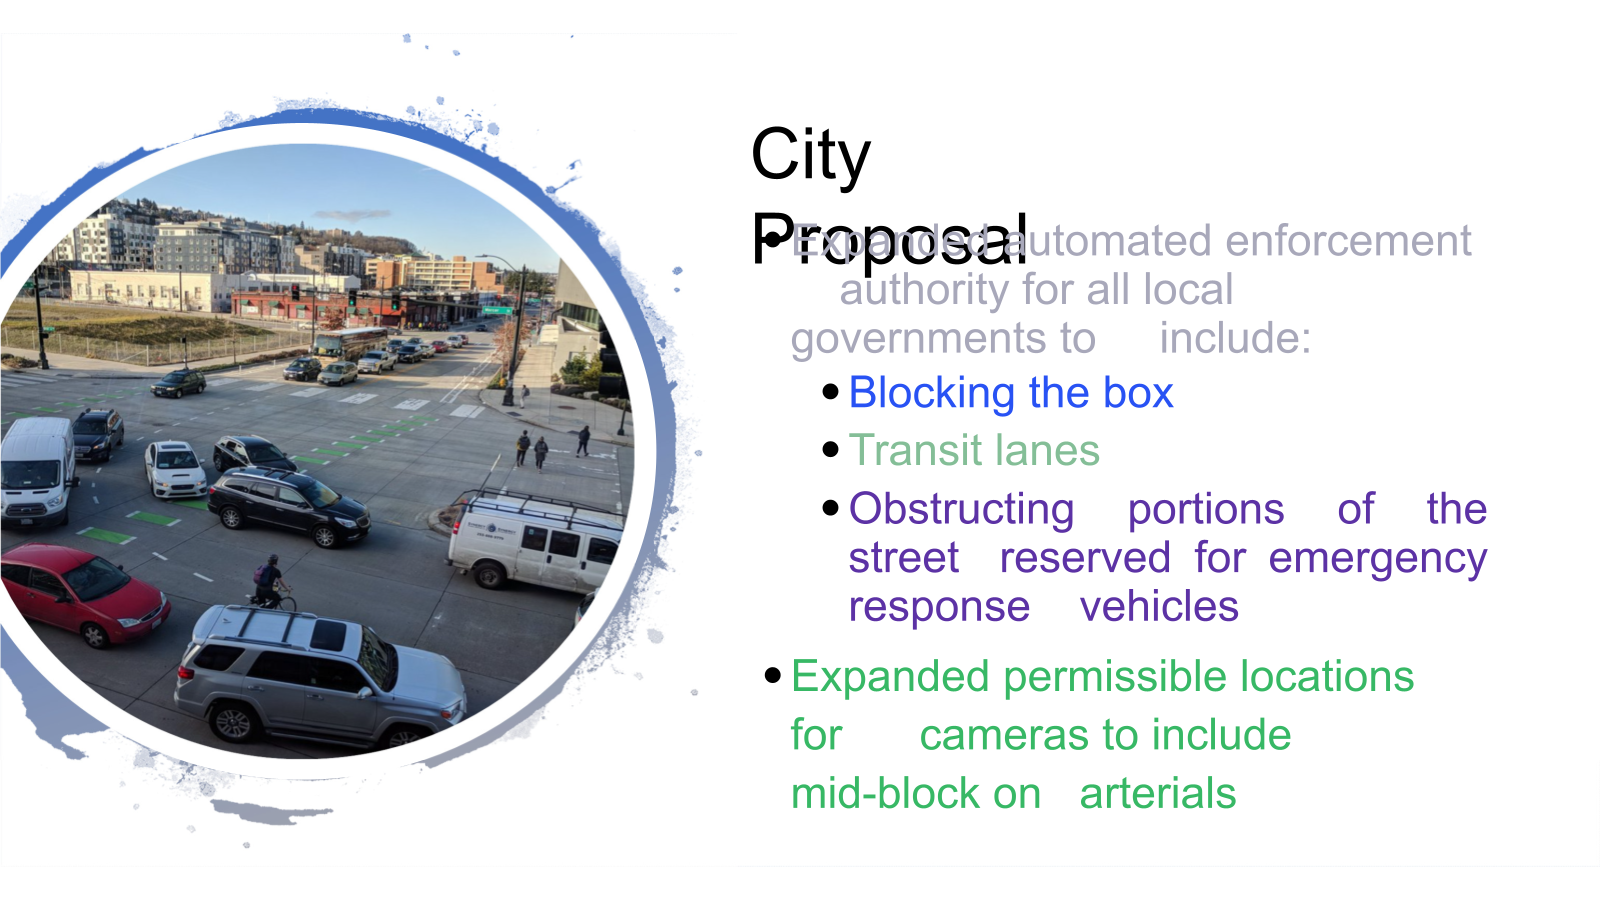 City
Proposal
• Expanded automated enforcement
authority for all local
governments to include:
• Blocking the box
• Transit lanes
• Obstructing portions of the
street reserved for emergency
response vehicles
• Expanded permissible locations
for cameras to include
mid-block on arterials